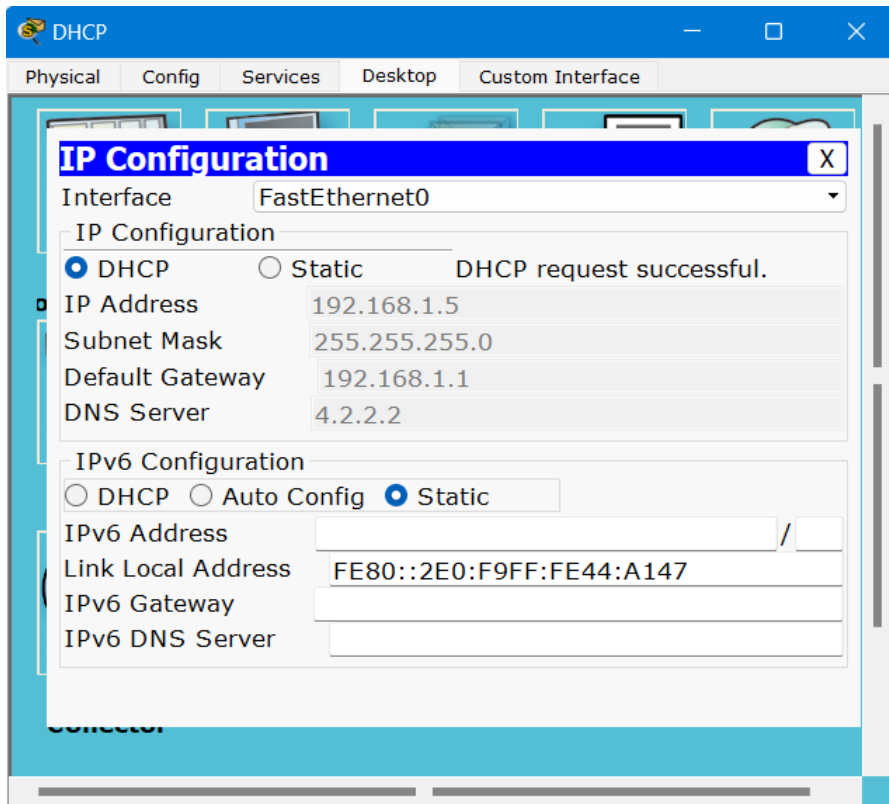 DHCP
Physical Config Services Desktop Custom Interface
IP Configuration X
Interface FastEthernet0
IP Configuration
DHCP Static DHCP request successful.
IP Address 192.168.1.5
Subnet Mask 255.255.255.0
Default Gateway 192.168.1.1
DNS Server 4.2.2.2
IPv6 Configuration
DHCP Auto Config Static
IPv6 Address /
Link Local Address FE80::2E0:F9FF:FE44:A147
IPv6 Gateway
IPv6 DNS Server